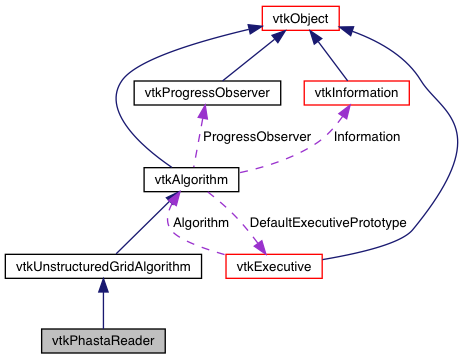 vtkObject
vtkProgressObserver
vtkInformation
ProgressObserver
Information
vtkAlgorithm
Algorithm
DefaultExecutivePrototype
vtkUnstructuredGridAlgorithm
vtkExecutive
vtkPhastaReader